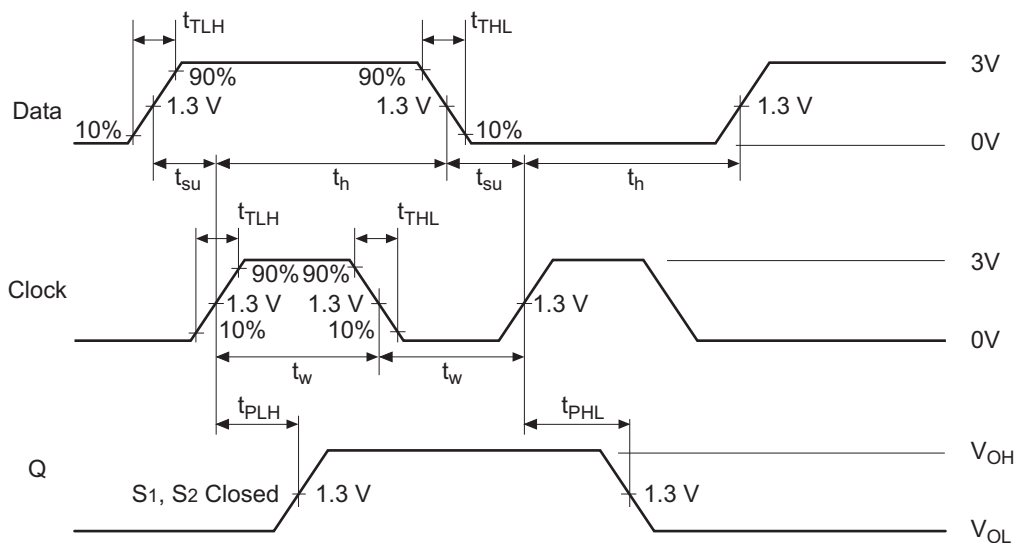 tTLH tTHL
90% 90% 3V
Data 1.3 V 1.3 V 1.3 V
10% 10% 0V
tsu th tsu th
tTLH tTHL
90% 90% 3V
Clock 1.3 V 1.3 V 1.3 V
10% 10% 0V
tw tw
tPLH tPHL
Q VOH
S1, S2 Closed 1.3 V 1.3 V
VOL